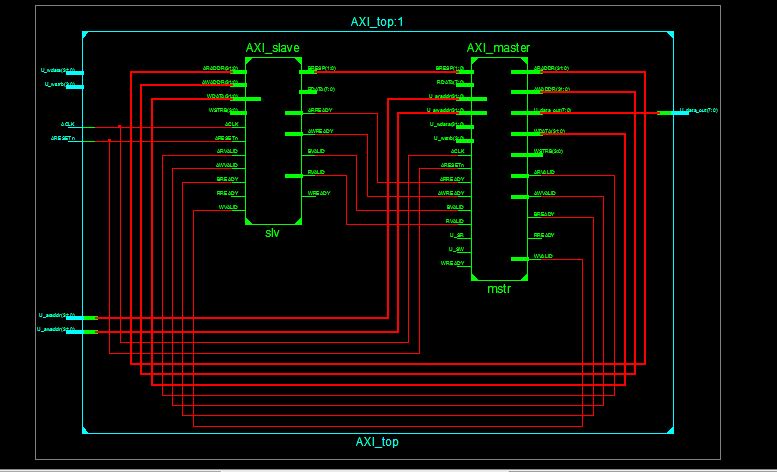 AXI_top:1
AXI_slave
AXI_master
U_wdata(31:0)
U_wstrb(3:0)
ACLK
ARESETn
U_araddr(31:0)
U_awaddr(31:0)
U_data_out(7:0)
ARADDR(31:0)
AWADDR(31:0)
WDATA(31:0)
WSTRB(3:0)
ACLK
ARESETn
ARVALID
AWVALID
BREADY
RREADY
WVALID
BRESP(1:0)
RDATA(7:0)
ARREADY
AWREADY
BVALID
RVALID
WREADY
slv
BRESP(1:0)
RDATA(7:0)
U_araddr(31:0)
U_awaddr(31:0)
U_wdata(31:0)
U_wstrb(3:0)
ACLK
ARESETn
ARREADY
AWREADY
BVALID
RVALID
U_SR
U_SW
WREADY
ARADDR(31:0)
AWADDR(31:0)
U_data_out(7:0)
WDATA(31:0)
WSTRB(3:0)
ARVALID
AWVALID
BREADY
RREADY
WVALID
mstr
AXI_top